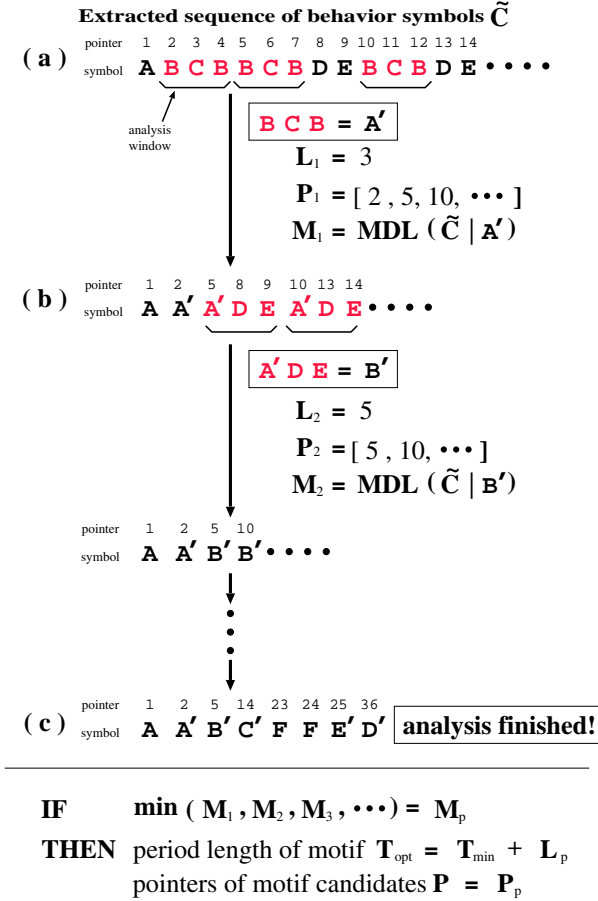 Extracted sequence of behavior symbols C̃
pointer 1 2 3 4 5 6 7 8 9 10 11 12 13 14
(a) symbol A B C B B C B D E B C B D E • • • •
analysis
window
B C B = A′
L₁ = 3
P₁ = [ 2 , 5, 10, ••• ]
M₁ = MDL ( C̃ | A′ )
pointer 1 2 5 8 9 10 13 14
(b) symbol A A′ A′ D E A′ D E • • • •
A′ D E = B′
L₂ = 5
P₂ = [ 5 , 10, ••• ]
M₂ = MDL ( C̃ | B′ )
pointer 1 2 5 10
symbol A A′ B′ B′ • • • •
pointer 1 2 5 14 23 24 25 36
(c) symbol A A′ B′ C′ F F E′ D′ analysis finished!
IF min ( M₁ , M₂ , M₃ , ••• ) = Mₚ
THEN period length of motif T_opt = T_min + Lₚ
pointers of motif candidates P = Pₚ